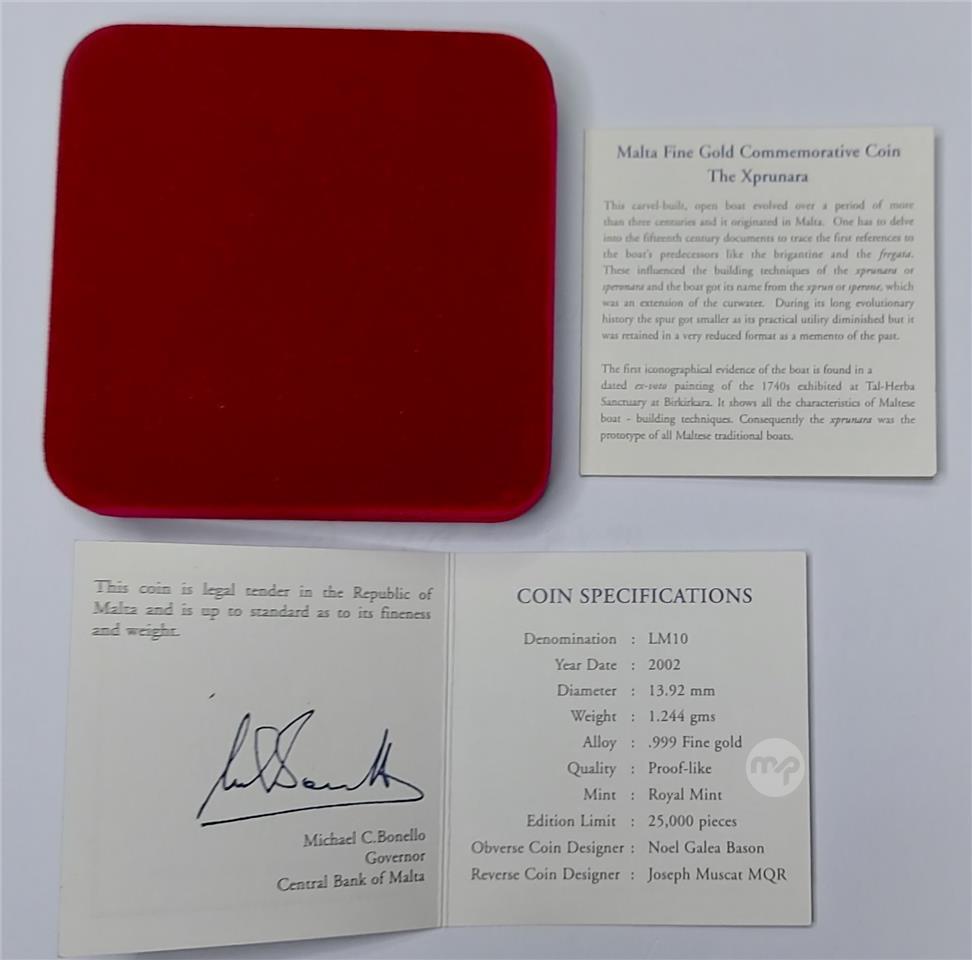 Malta Fine Gold Commemorative Coin
The Xprunara
This carvel-built, open boat evolved over a period of more
than three centuries and it originated in Malta. One has to delve
into the fifteenth century documents to trace the first references to
the boat's predecessors like the brigantine and the fregata.
These influenced the building techniques of the xprunara or
speronara and the boat got its name from the xprun or sperone, which
was an extension of the cutwater. During its long evolutionary
history the spur got smaller as its practical utility diminished but it
was retained in a very reduced format as a memento of the past.
The first iconographical evidence of the boat is found in a
dated ex-voto painting of the 1740s exhibited at Tal-Herba
Sanctuary at Birkirkara. It shows all the characteristics of Maltese
boat - building techniques. Consequently the xprunara was the
prototype of all Maltese traditional boats.
This coin is legal tender in the Republic of
Malta and is up to standard as to its fineness
and weight.
Michael C.Bonello
Governor
Central Bank of Malta
COIN SPECIFICATIONS
Denomination : LM10
Year Date : 2002
Diameter : 13.92 mm
Weight : 1.244 gms
Alloy : .999 Fine gold
Quality : Proof-like
Mint : Royal Mint
Edition Limit : 25,000 pieces
Obverse Coin Designer : Noel Galea Bason
Reverse Coin Designer : Joseph Muscat MQR
mp